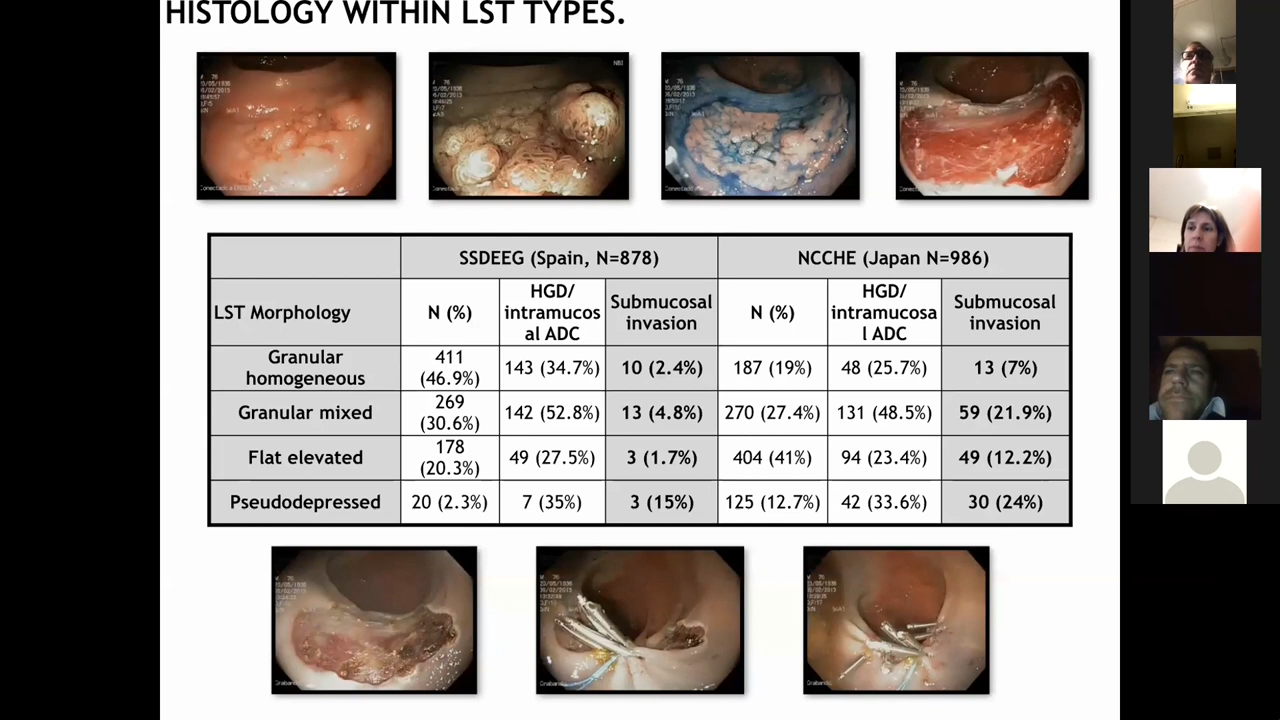 HISTOLOGY WITHIN LST TYPES.
NBI
SSDEEG (Spain, N=878)
NCCHE (Japan N=986)
LST Morphology
N (%)
HGD/
intramucos
al ADC
Submucosal
invasion
N (%)
HGD/
intramucosa
l ADC
Submucosal
invasion
Granular
homogeneous
411
(46.9%)
143 (34.7%)
10 (2.4%)
187 (19%)
48 (25.7%)
13 (7%)
Granular mixed
269
(30.6%)
142 (52.8%)
13 (4.8%)
270 (27.4%)
131 (48.5%)
59 (21.9%)
Flat elevated
178
(20.3%)
49 (27.5%)
3 (1.7%)
404 (41%)
94 (23.4%)
49 (12.2%)
Pseudodepressed
20 (2.3%)
7 (35%)
3 (15%)
125 (12.7%)
42 (33.6%)
30 (24%)